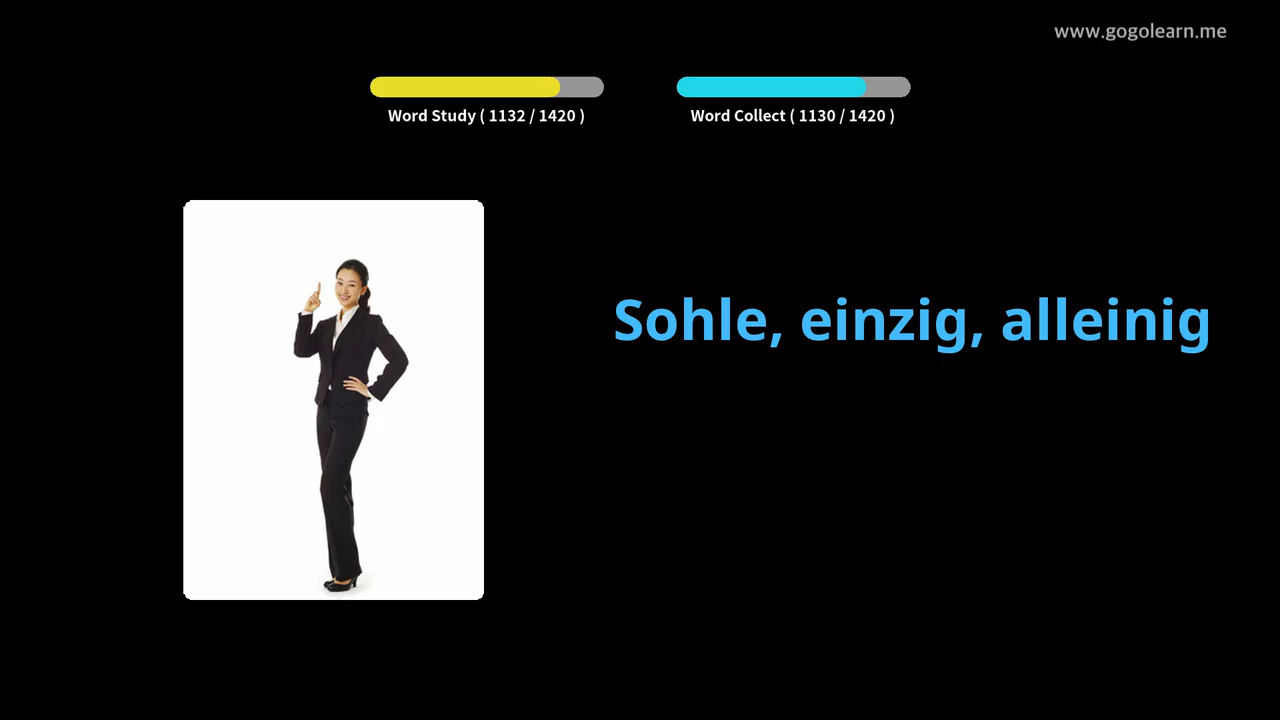 www.gogolearn.me
Word Study ( 1132 / 1420 )
Word Collect ( 1130 / 1420 )
Sohle, einzig, alleinig